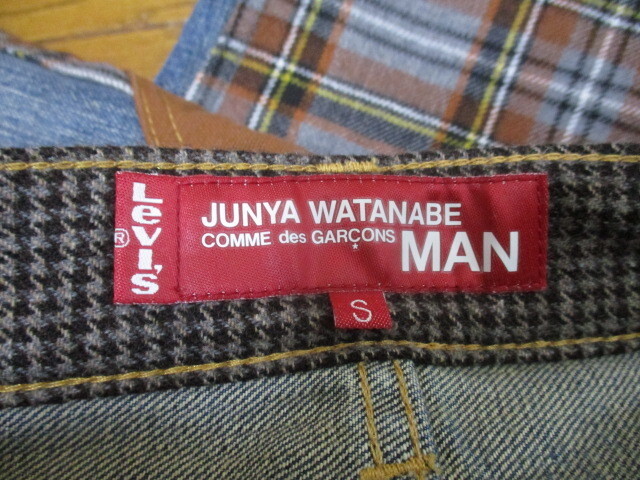 LEVI'S
®
JUNYA WATANABE
COMME des GARÇONS MAN
*
S